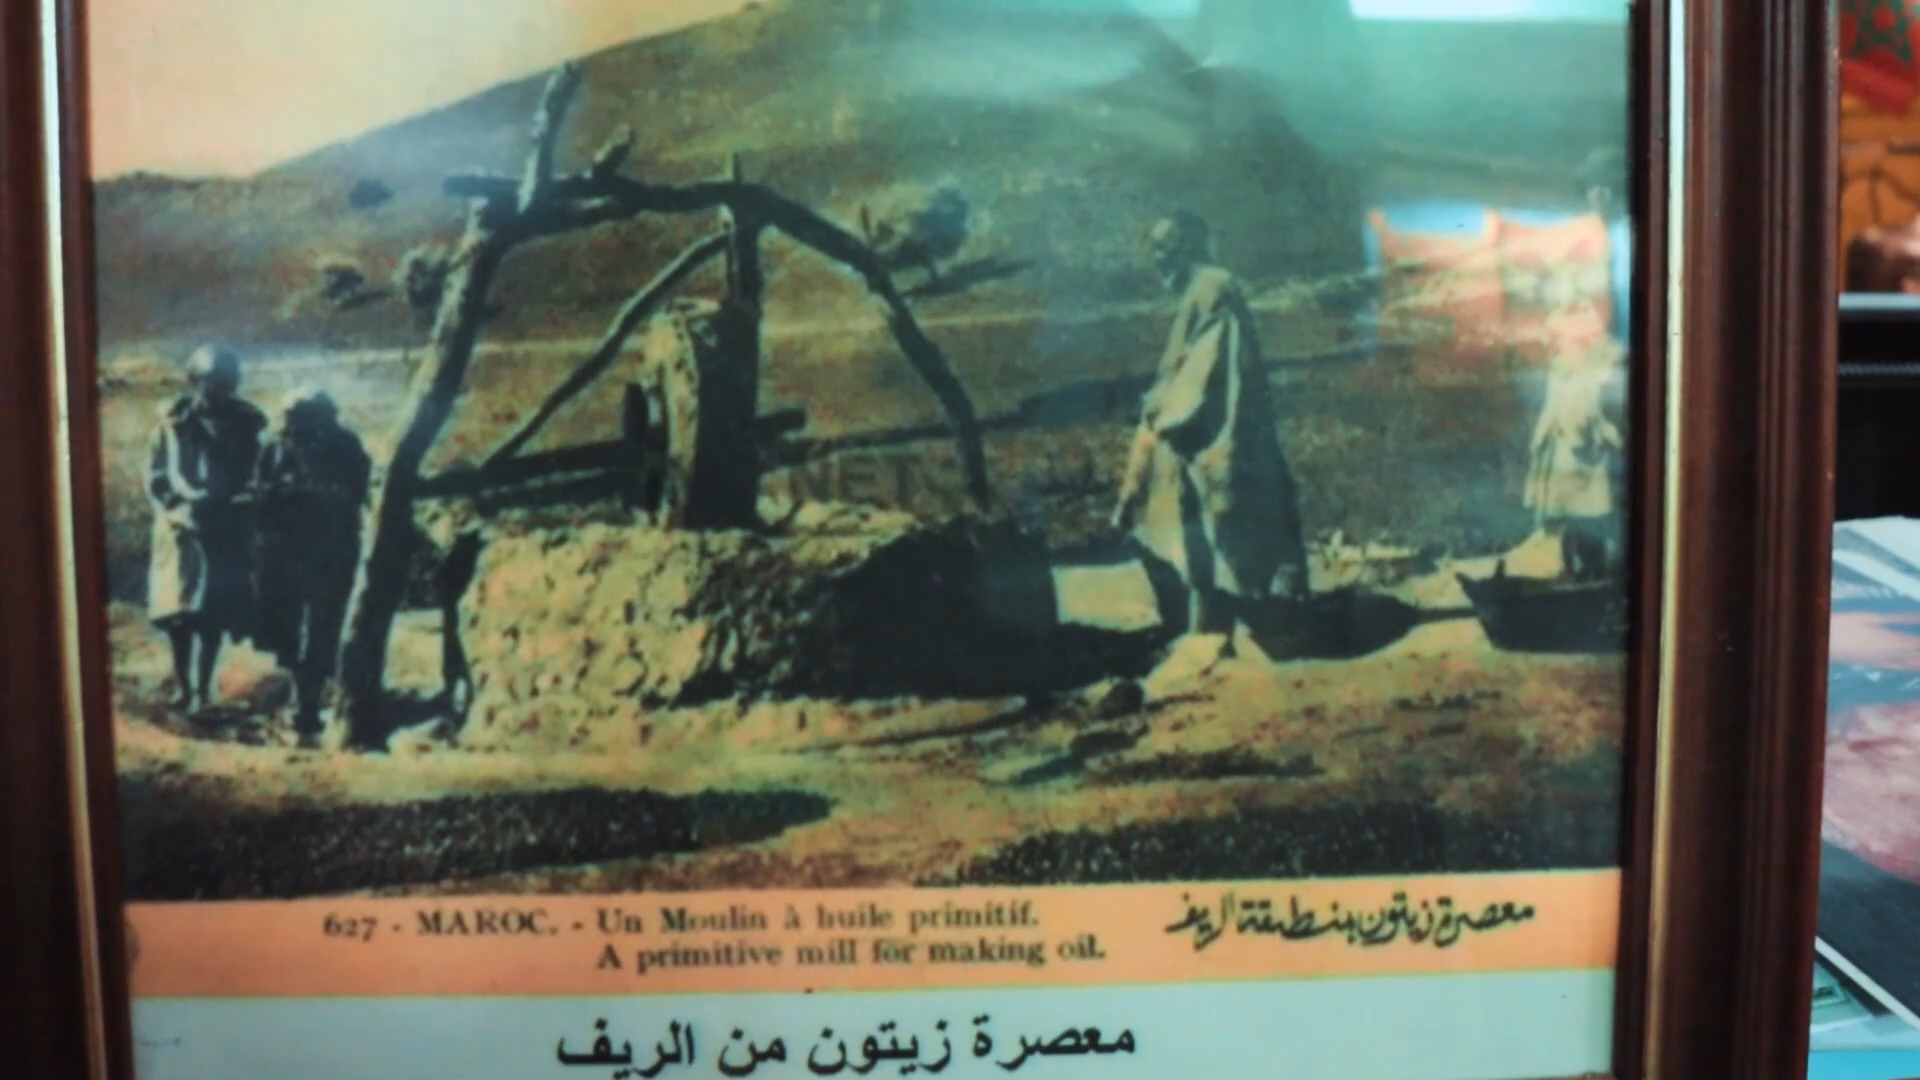 627 - MAROC. - Un Moulin à huile primitif.
A primitive mill for making oil.
معصرة زيتون بمنطقة الريف
معصرة زيتون من الريف